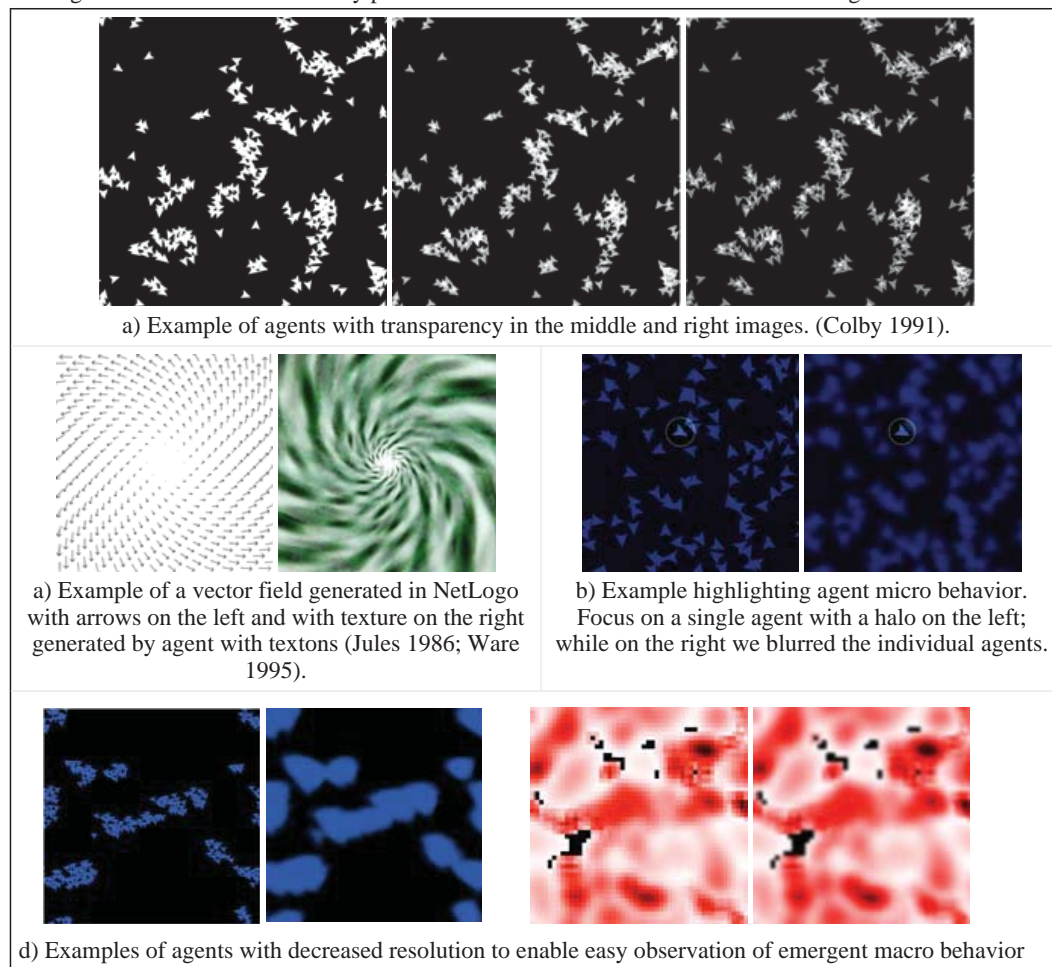 a) Example of agents with transparency in the middle and right images. (Colby 1991).
a) Example of a vector field generated in NetLogo
with arrows on the left and with texture on the right
generated by agent with textons (Jules 1986; Ware
1995).
b) Example highlighting agent micro behavior.
Focus on a single agent with a halo on the left;
while on the right we blurred the individual agents.
d) Examples of agents with decreased resolution to enable easy observation of emergent macro behavior